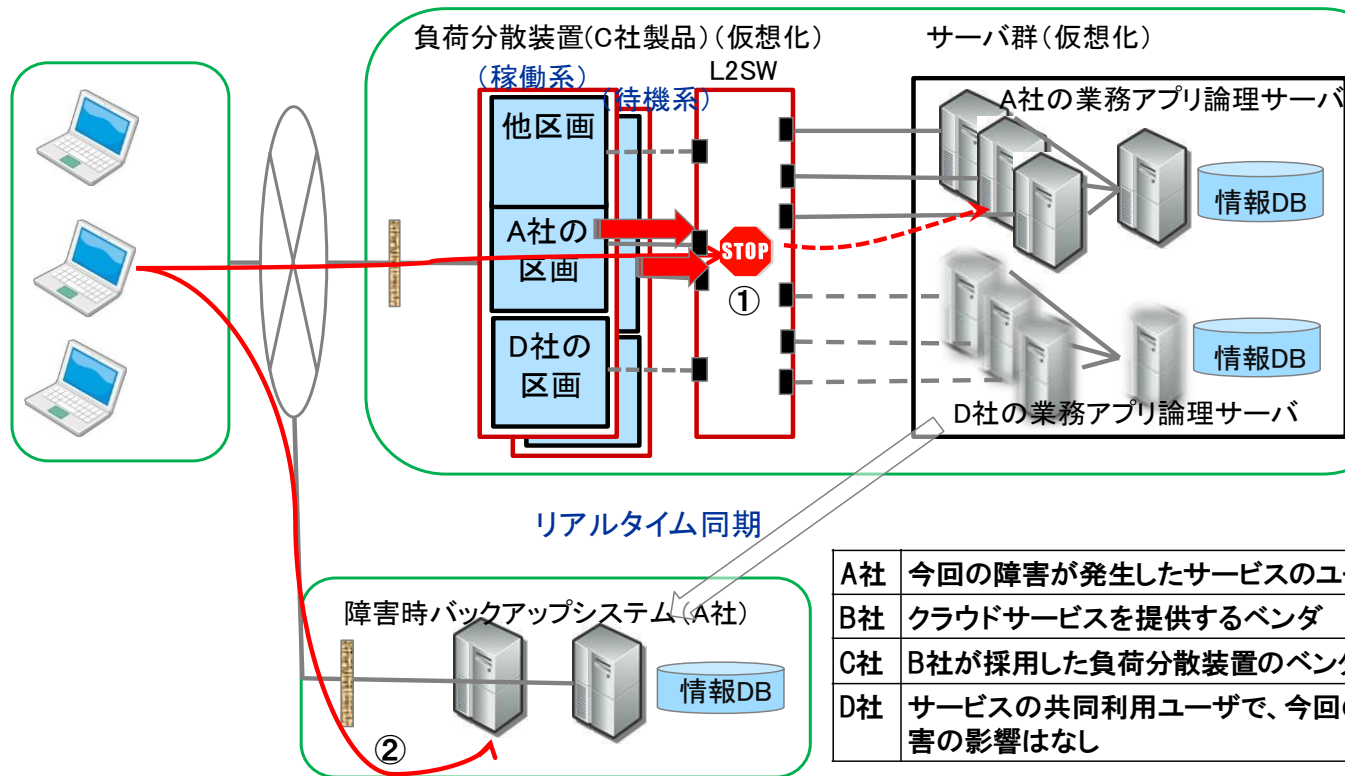 負荷分散装置(C社製品)(仮想化)
サーバ群(仮想化)
L2SW
(稼働系)
(待機系)
A社の業務アプリ論理サーバ
他区画
情報DB
A社の
区画
STOP
①
D社の
区画
情報DB
D社の業務アプリ論理サーバ
リアルタイム同期
障害時バックアップシステム(A社)
情報DB
②
A社 今回の障害が発生したサービスのユー
B社 クラウドサービスを提供するベンダ
C社 B社が採用した負荷分散装置のベンダ
D社 サービスの共同利用ユーザで、今回の
害の影響はなし